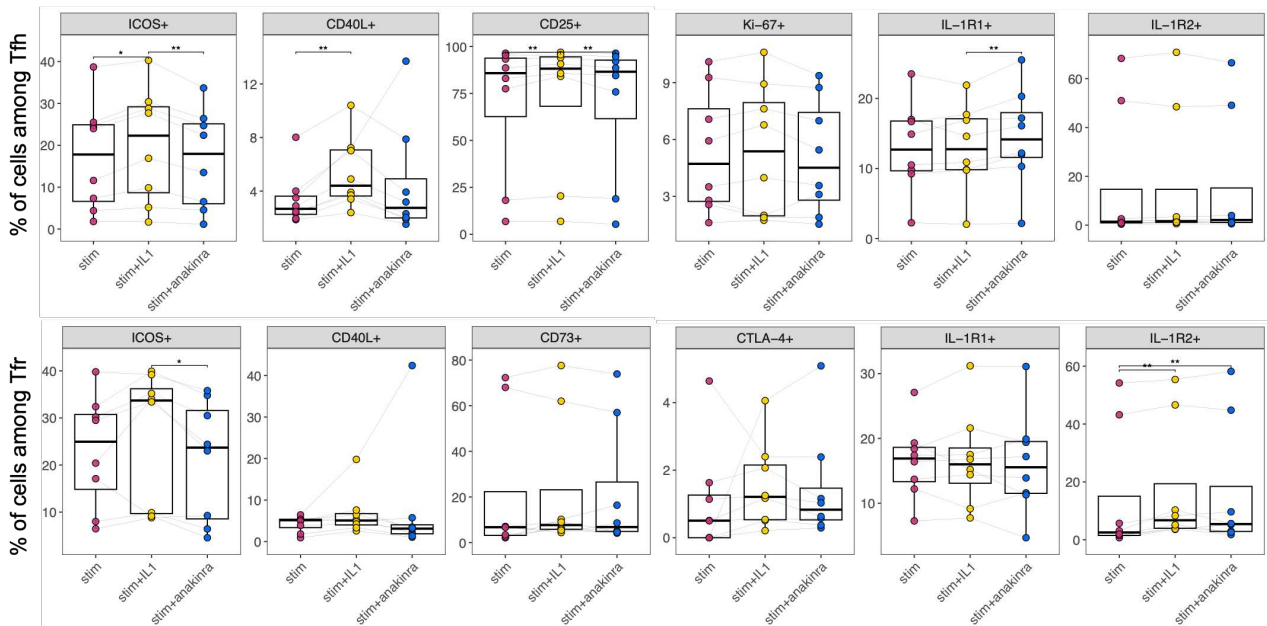 ICOS+ CD40L+ CD25+ Ki−67+ IL−1R1+ IL−1R2+
% of cells among Tfh
* ** ** ** ** **
40 30 20 10 0
12 8 4
100 75 50 25 0
9 6 3
20 10 0
60 40 20 0
stim stim+IL1 stim+anakinra stim stim+IL1 stim+anakinra stim stim+IL1 stim+anakinra stim stim+IL1 stim+anakinra stim stim+IL1 stim+anakinra stim stim+IL1 stim+anakinra
ICOS+ CD40L+ CD73+ CTLA−4+ IL−1R1+ IL−1R2+
% of cells among Tfr
* ** **
40 30 20 10
40 30 20 10 0
80 60 40 20 0
4 2 0
30 20 10
60 40 20 0
stim stim+IL1 stim+anakinra stim stim+IL1 stim+anakinra stim stim+IL1 stim+anakinra stim stim+IL1 stim+anakinra stim stim+IL1 stim+anakinra stim stim+IL1 stim+anakinra